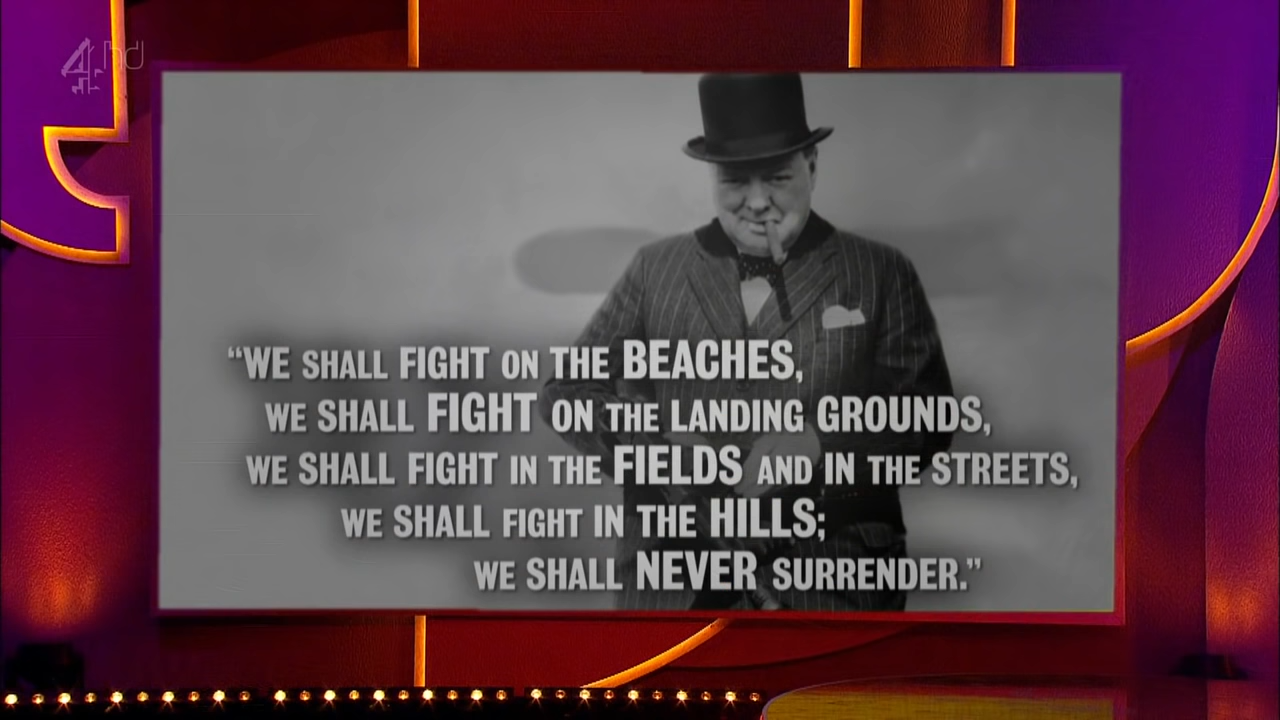 4hd
“WE SHALL FIGHT ON THE BEACHES,
WE SHALL FIGHT ON THE LANDING GROUNDS,
WE SHALL FIGHT IN THE FIELDS AND IN THE STREETS,
WE SHALL FIGHT IN THE HILLS;
WE SHALL NEVER SURRENDER.”